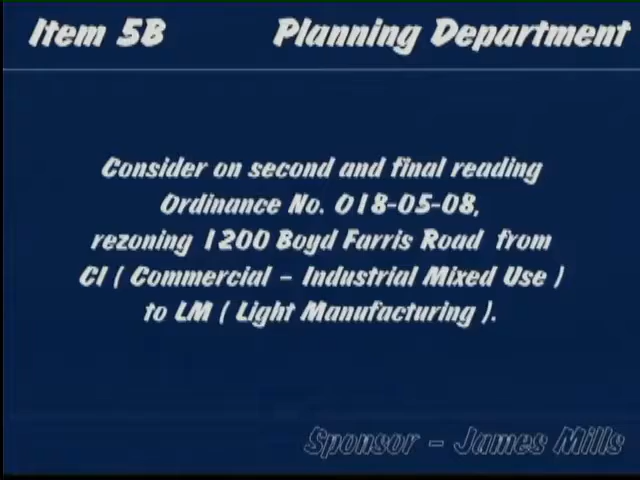 Item 5B Planning Department
Consider on second and final reading
Ordinance No. 018-05-08,
rezoning 1200 Boyd Farris Road from
CI ( Commercial - Industrial Mixed Use )
to LM ( Light Manufacturing ).
Sponsor - James Mills